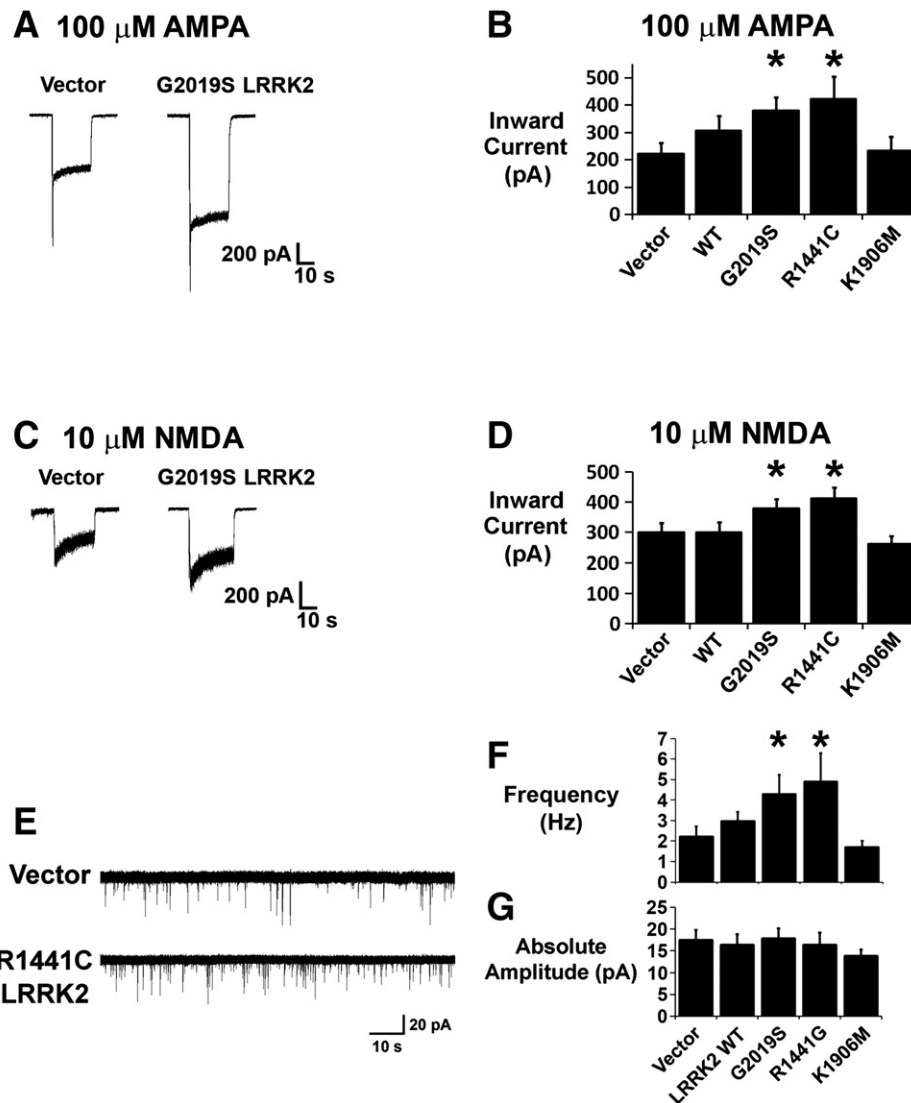 A 100 μM AMPA
Vector
G2019S LRRK2
200 pA
10 s
B 100 μM AMPA
* *
Inward
Current
(pA)
500
400
300
200
100
0
Vector
WT
G2019S
R1441C
K1906M
C 10 μM NMDA
Vector
G2019S LRRK2
200 pA
10 s
D 10 μM NMDA
* *
Inward
Current
(pA)
500
400
300
200
100
0
Vector
WT
G2019S
R1441C
K1906M
E
Vector
R1441C
LRRK2
20 pA
10 s
F
* *
Frequency
(Hz)
7
6
5
4
3
2
1
0
G
Absolute
Amplitude (pA)
25
20
15
10
5
0
Vector
LRRK2 WT
G2019S
R1441G
K1906M